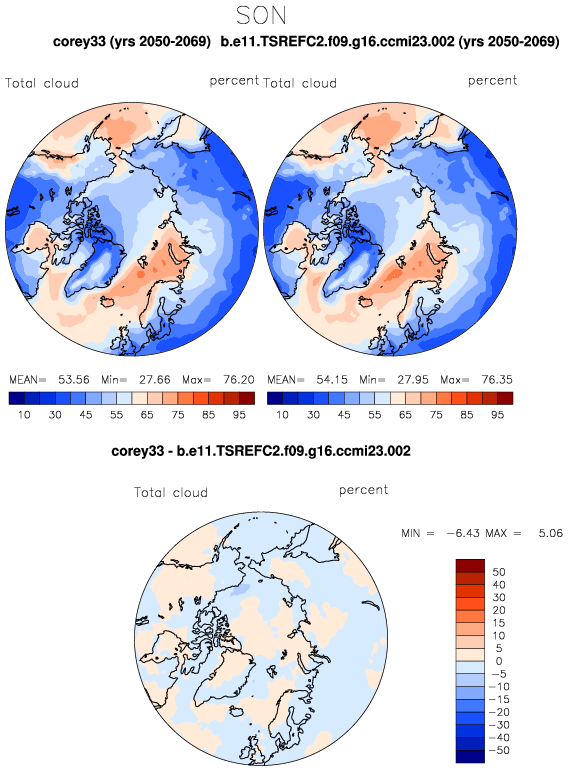 SON
corey33 (yrs 2050-2069) b.e11.TSREFC2.f09.g16.ccmi23.002 (yrs 2050-2069)
Total cloud percent Total cloud percent
MEAN= 53.56 Min= 27.66 Max= 76.20 MEAN= 54.15 Min= 27.95 Max= 76.35
10 30 45 55 65 75 85 95 10 30 45 55 65 75 85 95
corey33 - b.e11.TSREFC2.f09.g16.ccmi23.002
Total cloud percent
MIN = -6.43 MAX = 5.06
50
40
30
20
15
10
5
0
-5
-10
-15
-20
-30
-40
-50